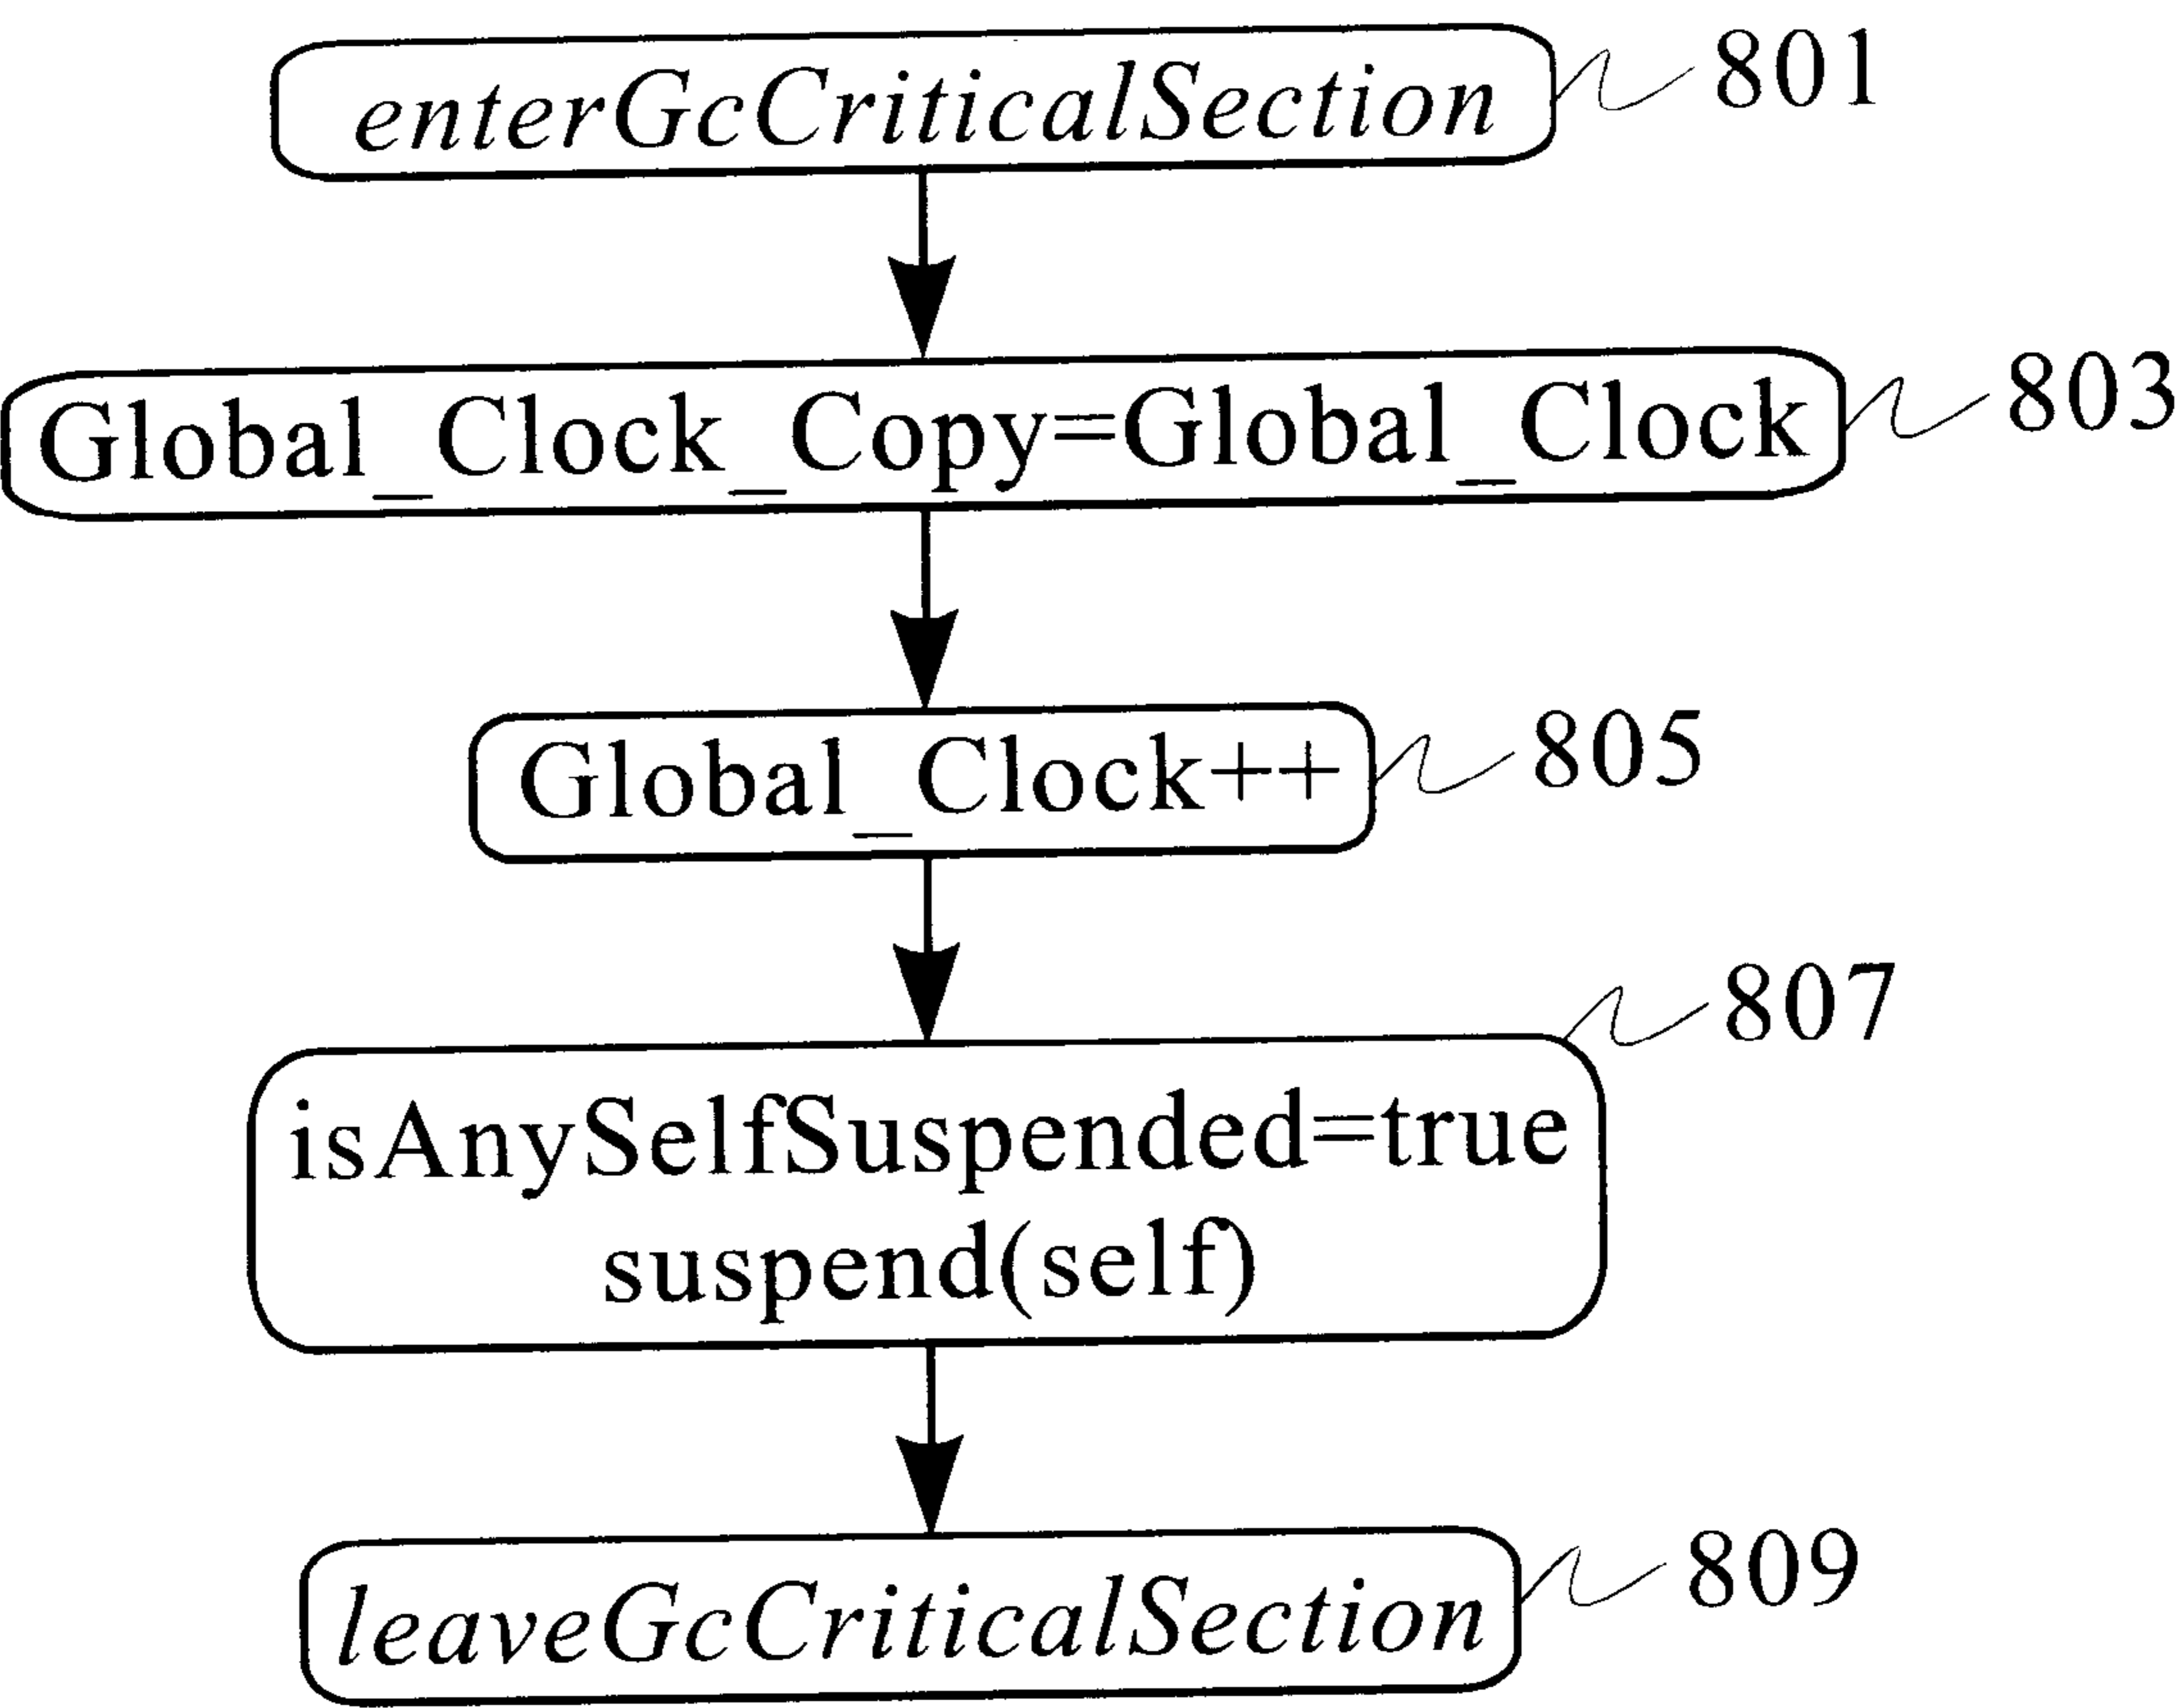 enterGcCriticalSection 801
Global_Clock_Copy=Global_Clock 803
Global_Clock++ 805
807
isAnySelfSuspended=true
suspend(self)
leaveGcCriticalSection 809